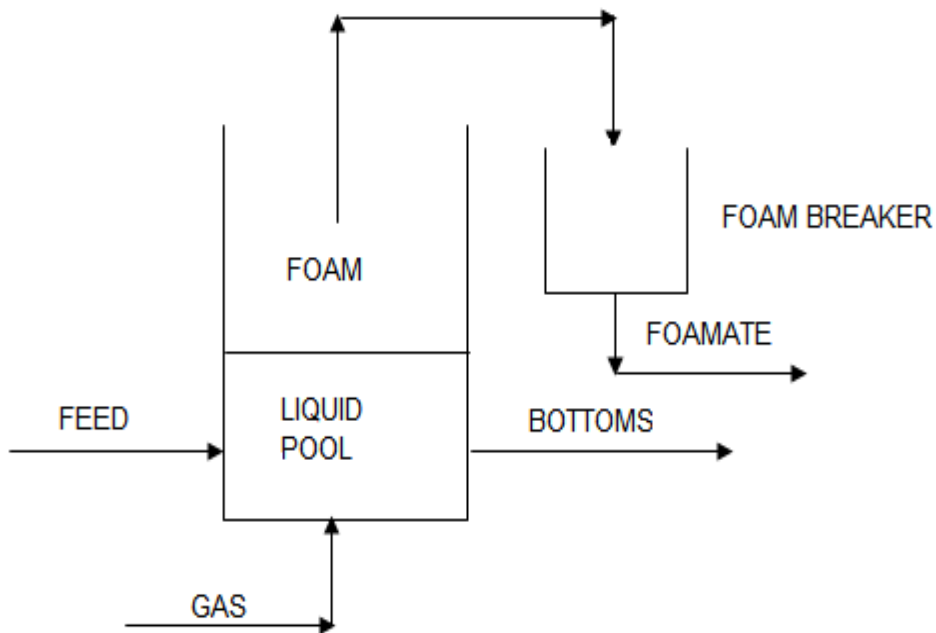 FOAM BREAKER
FOAM
FOAMATE
LIQUID
POOL
FEED
BOTTOMS
GAS